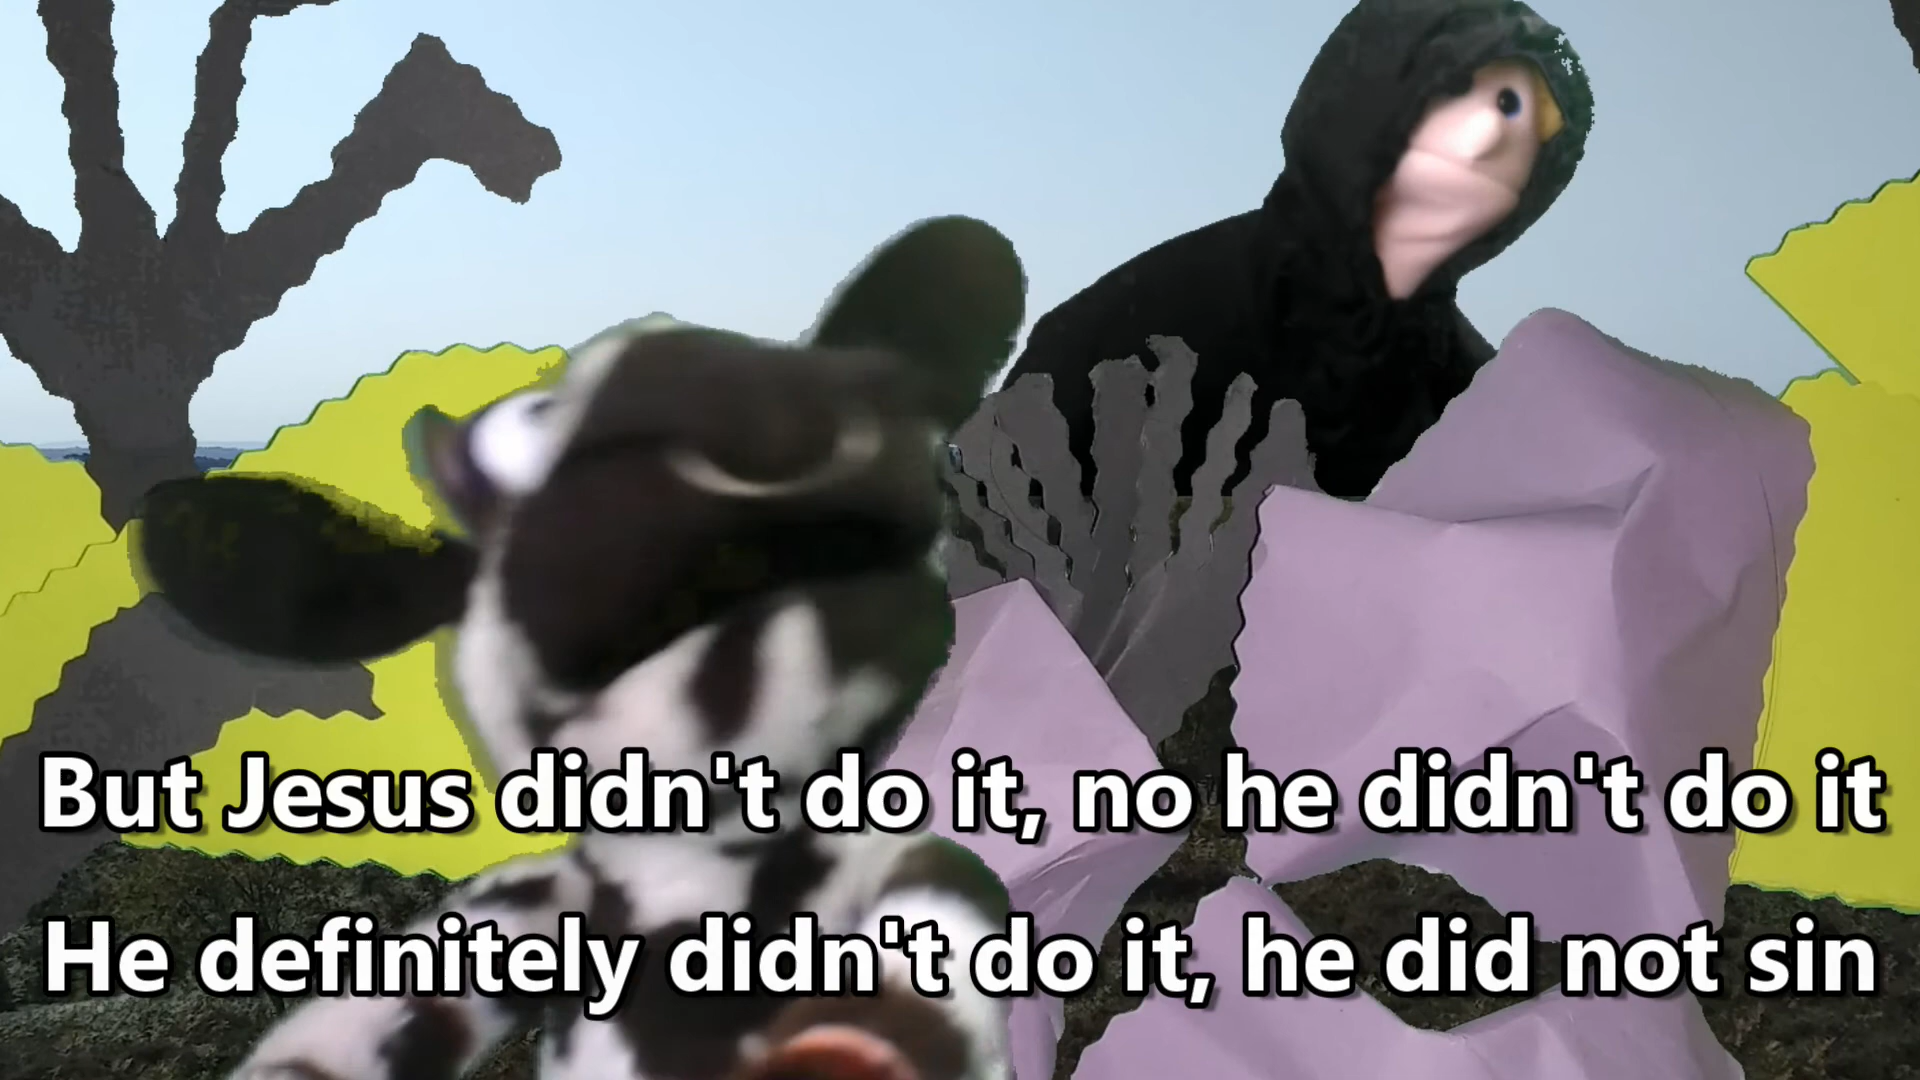 But Jesus didn't do it, no he didn't do it
He definitely didn't do it, he did not sin